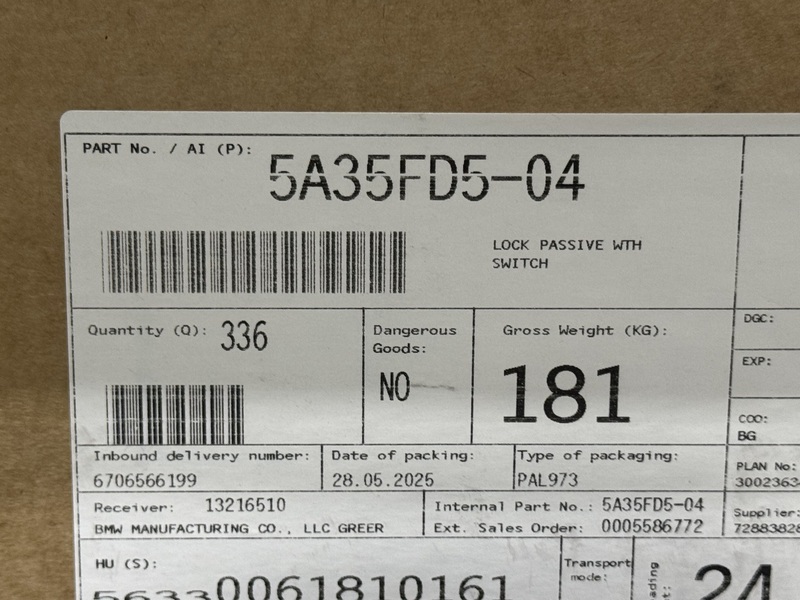 PART No. / AI (P):
5A35FD5-04
LOCK PASSIVE WTH
SWITCH
Quantity (Q): 336
Dangerous
Goods:
NO
Gross Weight (KG):
181
DGC:
EXP:
COO:
BG
Inbound delivery number:
6706566199
Date of packing:
28.05.2025
Type of packaging:
PAL973
PLAN No:
Receiver: 13216510
BMW MANUFACTURING CO., LLC GREER
Internal Part No.: 5A35FD5-04
Ext. Sales Order: 0005586772
Supplier:
HU (S):
56330061810161
Transport
mode:
24